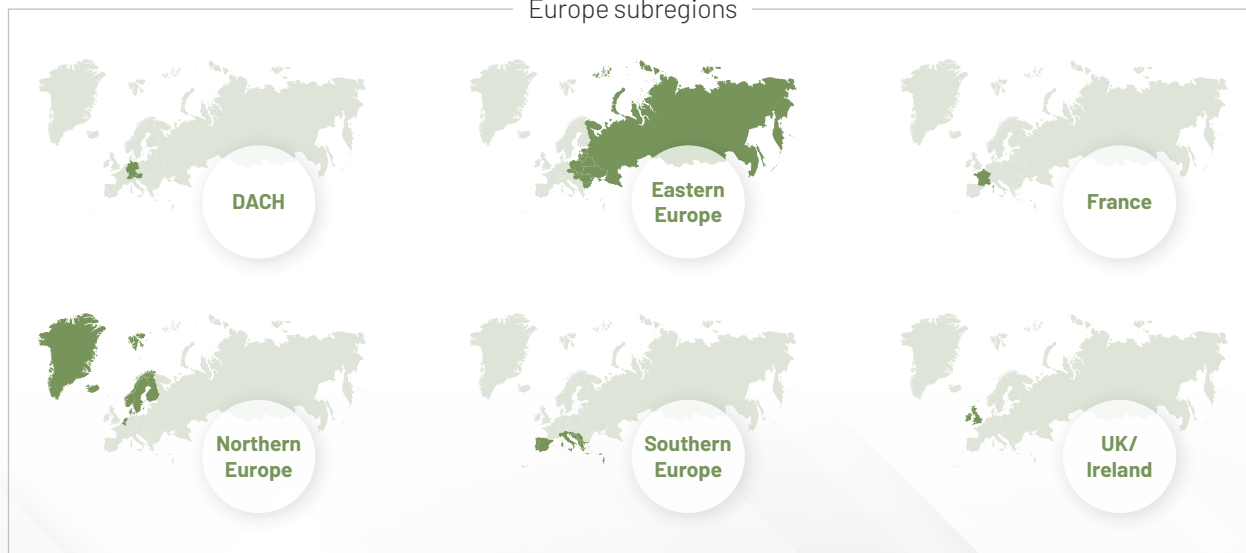 Europe subregions
DACH
Eastern
Europe
France
Northern
Europe
Southern
Europe
UK/
Ireland